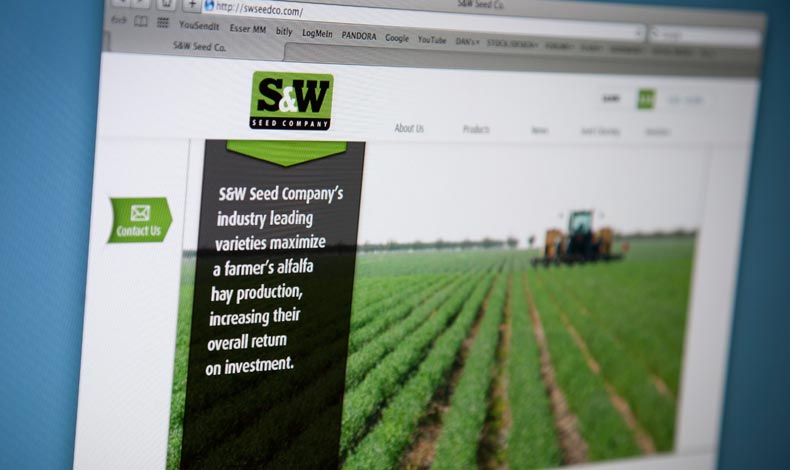 S&W Seed Co.
http://swseedco.com/
YouSendIt Esser MM bitly LogMeIn PANDORA Google YouTube DAN's
S&W Seed Co.
S&W
SEED COMPANY
About Us Products News
Contact Us
S&W Seed Company's
industry leading
varieties maximize
a farmer's alfalfa
hay production,
increasing their
overall return
on investment.